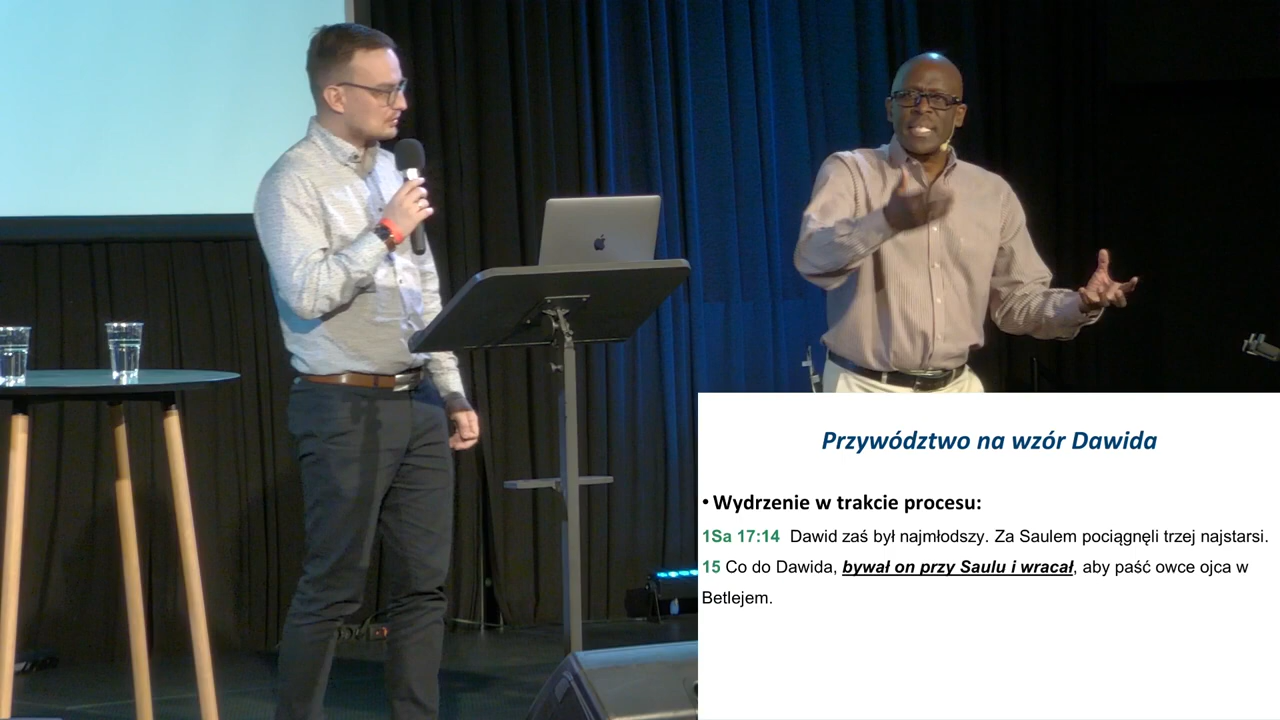 Przywództwo na wzór Dawida
• Wydrzenie w trakcie procesu:
1Sa 17:14 Dawid zaś był najmłodszy. Za Saulem pociągnęli trzej najstarsi.
15 Co do Dawida, bywał on przy Saulu i wracał, aby paść owce ojca w
Betlejem.